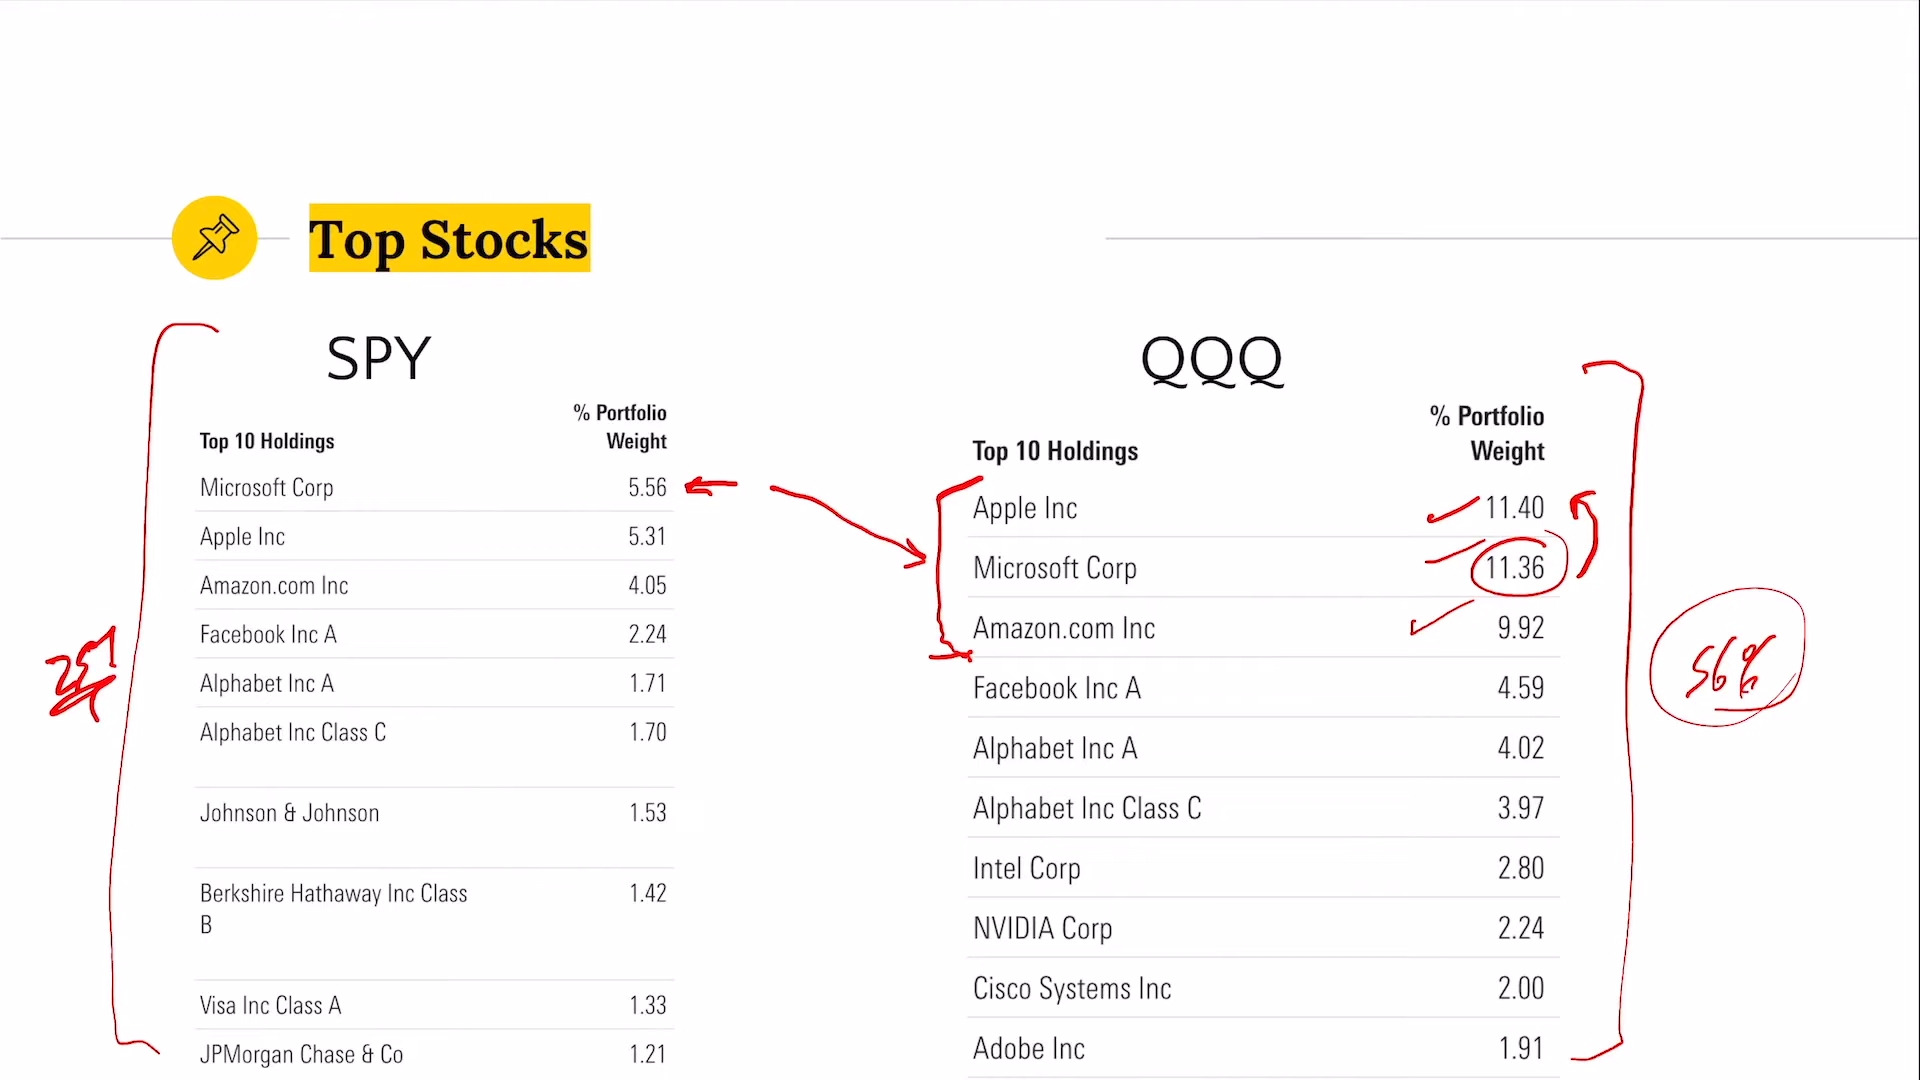 Top Stocks
SPY
% Portfolio
Top 10 Holdings Weight
Microsoft Corp 5.56
Apple Inc 5.31
Amazon.com Inc 4.05
Facebook Inc A 2.24
Alphabet Inc A 1.71
Alphabet Inc Class C 1.70
Johnson & Johnson 1.53
Berkshire Hathaway Inc Class 1.42
B
Visa Inc Class A 1.33
JPMorgan Chase & Co 1.21
25%
QQQ
% Portfolio
Top 10 Holdings Weight
Apple Inc 11.40
Microsoft Corp 11.36
Amazon.com Inc 9.92
Facebook Inc A 4.59
Alphabet Inc A 4.02
Alphabet Inc Class C 3.97
Intel Corp 2.80
NVIDIA Corp 2.24
Cisco Systems Inc 2.00
Adobe Inc 1.91
56%